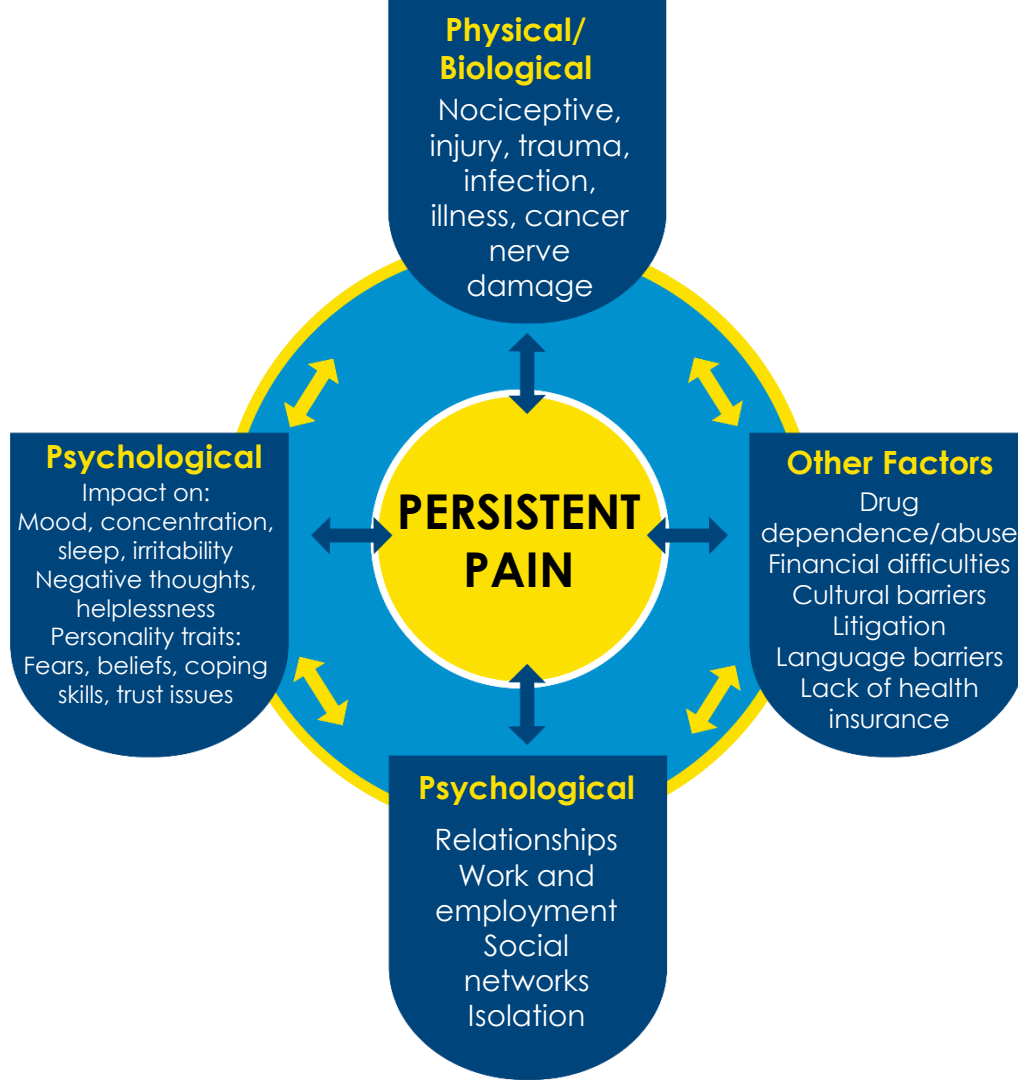 Physical/
Biological
Nociceptive,
injury, trauma,
infection,
illness, cancer
nerve
damage
Psychological
Impact on:
Mood, concentration,
sleep, irritability
Negative thoughts,
helplessness
Personality traits:
Fears, beliefs, coping
skills, trust issues
PERSISTENT
PAIN
Other Factors
Drug
dependence/abuse
Financial difficulties
Cultural barriers
Litigation
Language barriers
Lack of health
insurance
Psychological
Relationships
Work and
employment
Social
networks
Isolation